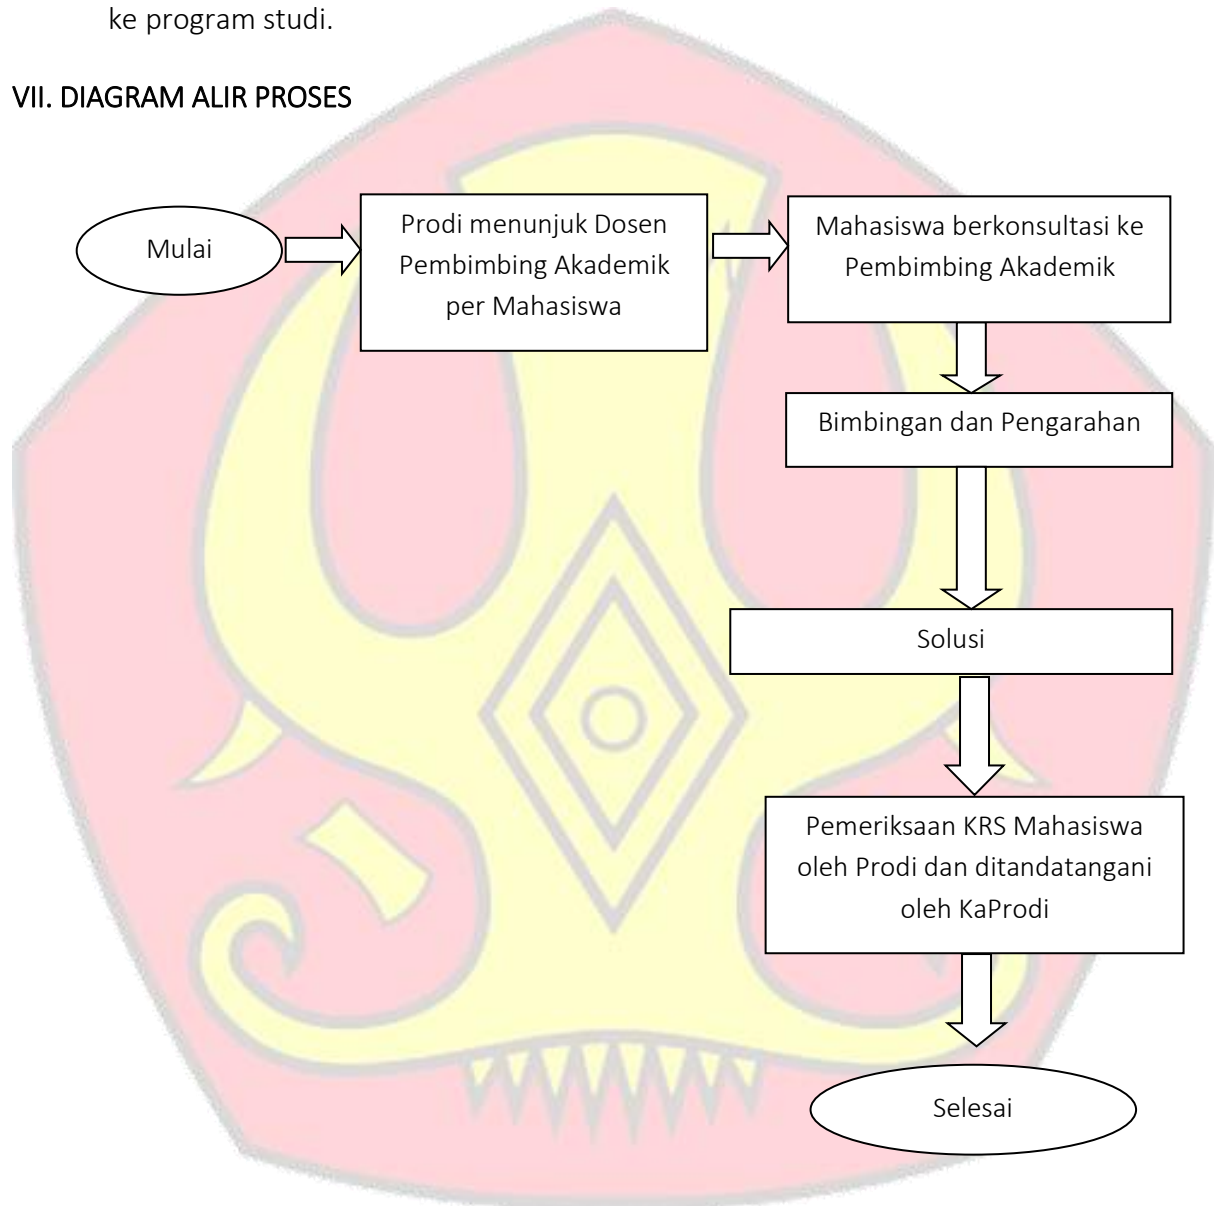 ke program studi.
VII. DIAGRAM ALIR PROSES
Mulai
Prodi menunjuk Dosen
Pembimbing Akademik
per Mahasiswa
Mahasiswa berkonsultasi ke
Pembimbing Akademik
Bimbingan dan Pengarahan
Solusi
Pemeriksaan KRS Mahasiswa
oleh Prodi dan ditandatangani
oleh KaProdi
Selesai